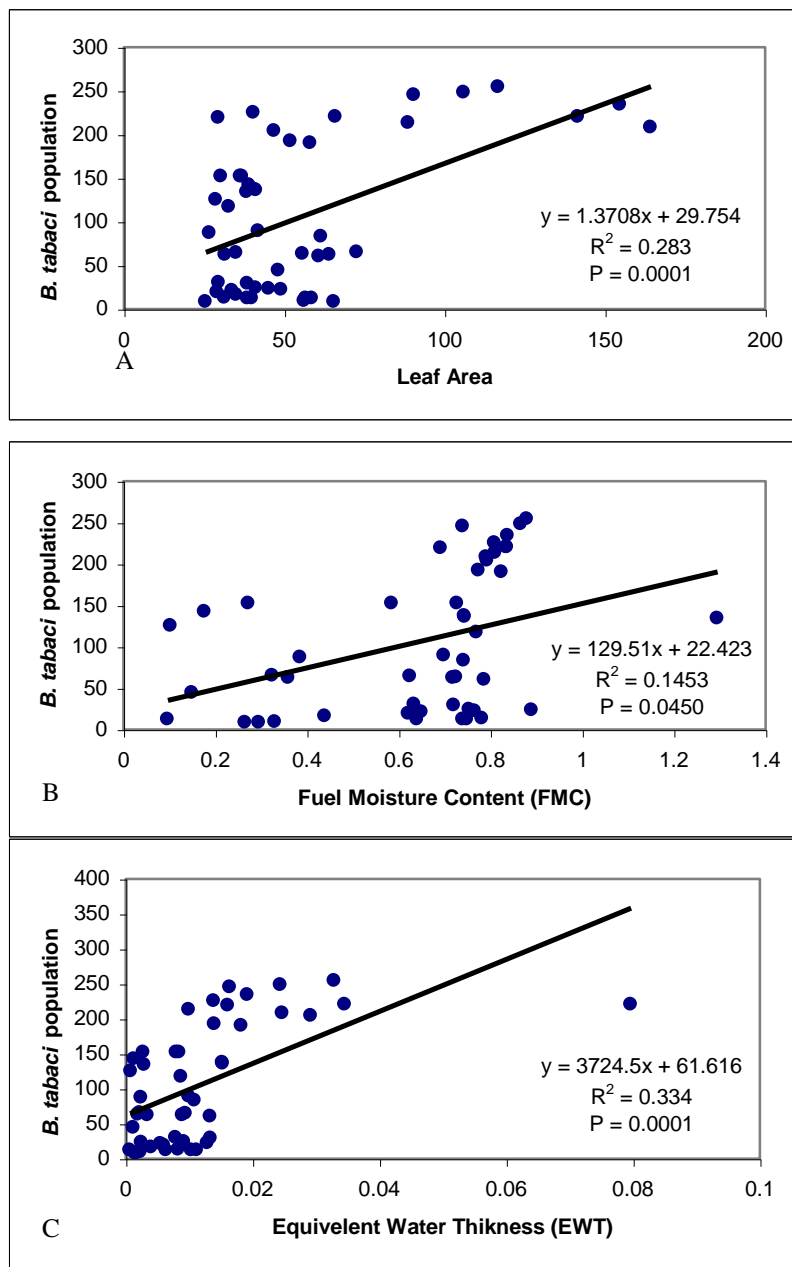 300
250
200
150
100
50
0
B. tabaci population
y = 1.3708x + 29.754
R² = 0.283
P = 0.0001
0 50 100 150 200
A
Leaf Area
300
250
200
150
100
50
0
B. tabaci population
y = 129.51x + 22.423
R² = 0.1453
P = 0.0450
0 0.2 0.4 0.6 0.8 1 1.2 1.4
B
Fuel Moisture Content (FMC)
400
350
300
250
200
150
100
50
0
B. tabaci population
y = 3724.5x + 61.616
R² = 0.334
P = 0.0001
0 0.02 0.04 0.06 0.08 0.1
C
Equivelent Water Thikness (EWT)